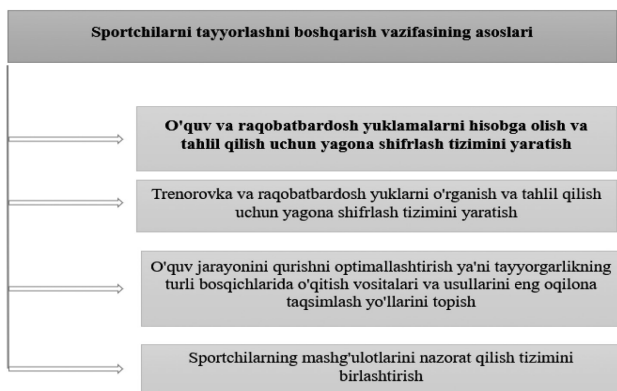 Sportchilarni tayyorlashni boshqarish vazifasining asoslari
O'quv va raqobatbardosh yuklamalarni hisobga olish va
tahlil qilish uchun yagona shifrlash tizimini yaratish
Trenorovka va raqobatbardosh yuklarni o'rganish va tahlil qilish
uchun yagona shifrlash tizimini yaratish
O'quv jarayonini qurishni optimallashtirish ya'ni tayyorgarlikning
turli bosqichlarida o'qitish vositalari va usullarini eng oqilona
taqsimlash yo'llarini topish
Sportchilarning mashg'ulotlarini nazorat qilish tizimini
birlashtirish